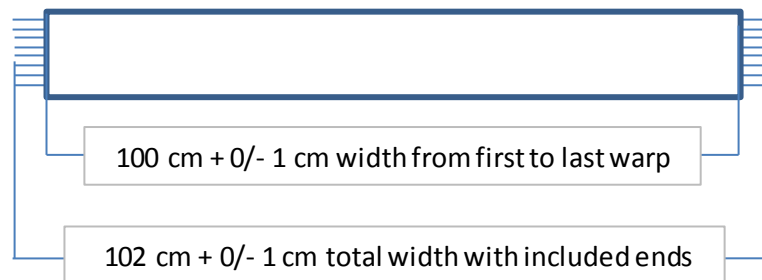 100 cm + 0/- 1 cm width from first to last warp
102 cm + 0/- 1 cm total width with included ends